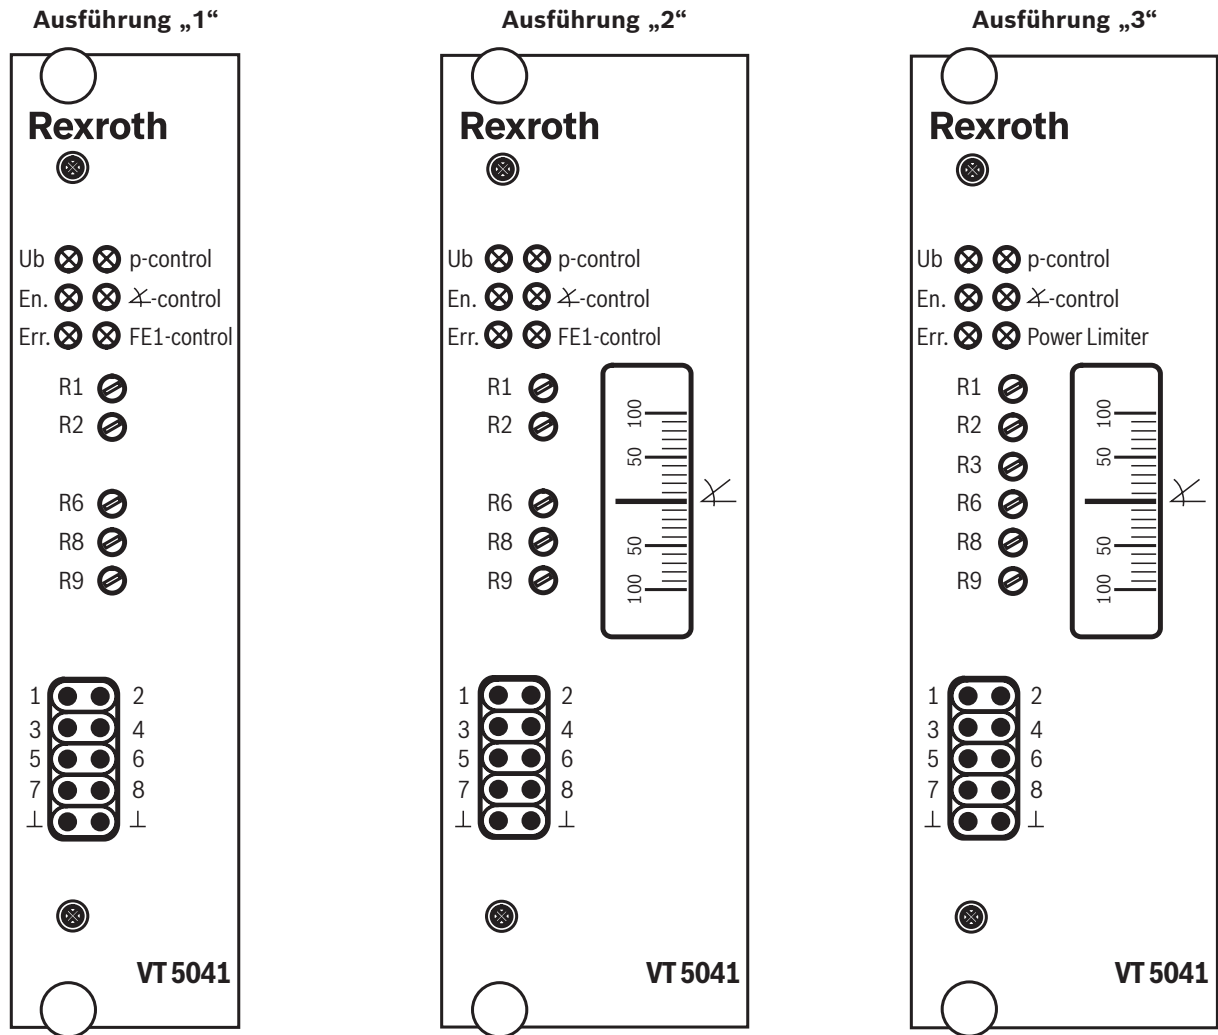 Ausführung „1“
Rexroth
Ub p-control
En. ∡-control
Err. FE1-control
R1
R2
R6
R8
R9
1 2
3 4
5 6
7 8
⊥ ⊥
VT 5041
Ausführung „2“
Rexroth
Ub p-control
En. ∡-control
Err. FE1-control
R1
R2
R6
R8
R9
100
50
50
100
∡
1 2
3 4
5 6
7 8
⊥ ⊥
VT 5041
Ausführung „3“
Rexroth
Ub p-control
En. ∡-control
Err. Power Limiter
R1
R2
R3
R6
R8
R9
100
50
50
100
∡
1 2
3 4
5 6
7 8
⊥ ⊥
VT 5041